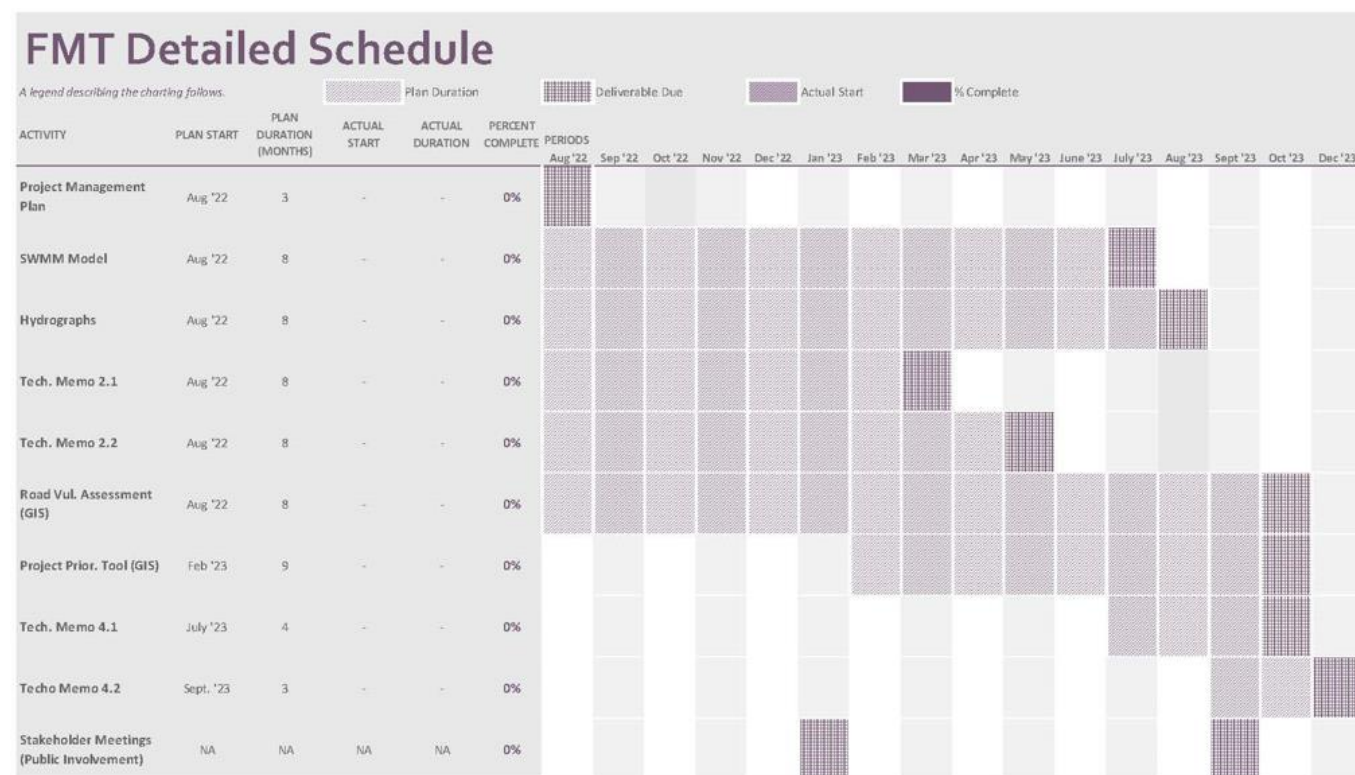 FMT Detailed Schedule
A legend describing the charting follows. Plan Duration Deliverable Due Actual Start % Complete
ACTIVITY PLAN START PLAN DURATION (MONTHS) ACTUAL START ACTUAL DURATION PERCENT COMPLETE PERIODS
Aug '22 Sep '22 Oct '22 Nov '22 Dec '22 Jan '23 Feb '23 Mar '23 Apr '23 May '23 June '23 July '23 Aug '23 Sept '23 Oct '23 Dec '23
Project Management
Plan Aug '22 3 - - 0%
SWMM Model Aug '22 8 - - 0%
Hydrographs Aug '22 8 - - 0%
Tech. Memo 2.1 Aug '22 8 - - 0%
Tech. Memo 2.2 Aug '22 8 - - 0%
Road Vul. Assessment
(GIS) Aug '22 8 - - 0%
Project Prior. Tool (GIS) Feb '23 9 - - 0%
Tech. Memo 4.1 July '23 4 - - 0%
Techo Memo 4.2 Sept. '23 3 - - 0%
Stakeholder Meetings
(Public Involvement) NA NA NA NA 0%